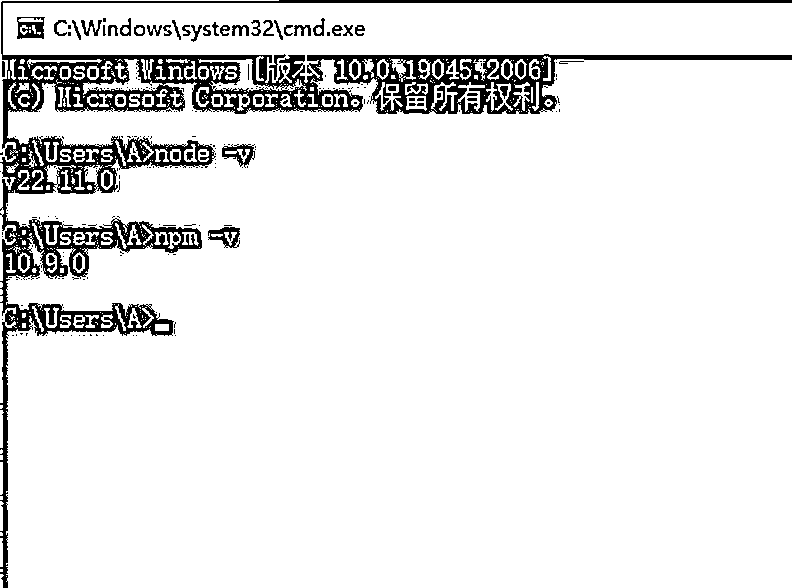 C:\Windows\system32\cmd.exe
Microsoft Windows [版本 10.0.19045.2006]
(c) Microsoft Corporation。保留所有权利。
C:\Users\A>node -v
v22.11.0
C:\Users\A>npm -v
10.9.0
C:\Users\A>